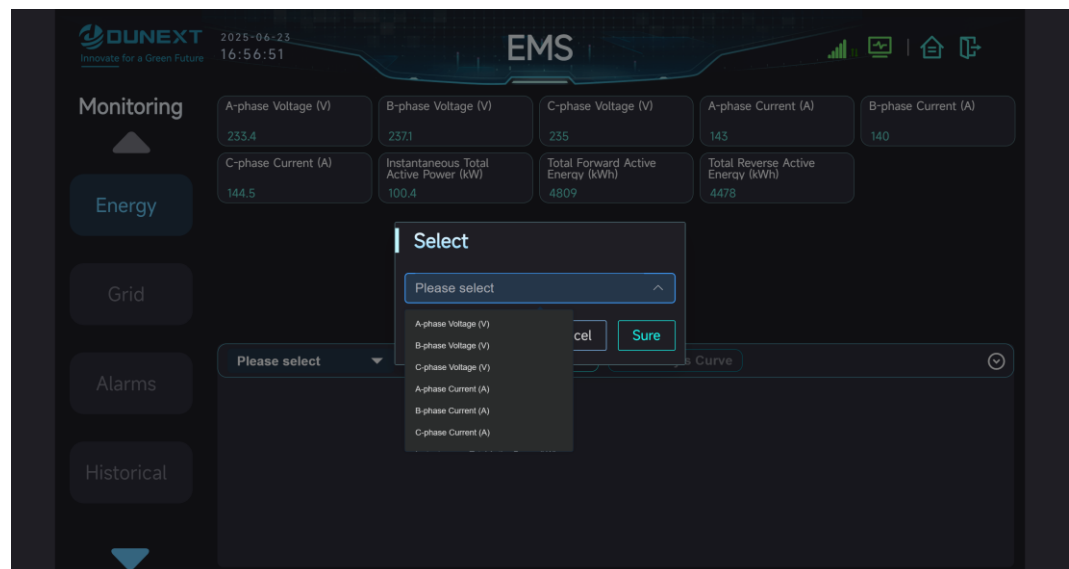 DUNEXT
Innovate for a Green Future
2025-06-23
16:56:51
EMS
Monitoring
A-phase Voltage (V)
233.4
B-phase Voltage (V)
237.1
C-phase Voltage (V)
235
A-phase Current (A)
143
B-phase Current (A)
140
C-phase Current (A)
144.5
Instantaneous Total
Active Power (kW)
100.4
Total Forward Active
Energy (kWh)
4809
Total Reverse Active
Energy (kWh)
4478
Energy
Grid
Alarms
Historical
Select
Please select
cel
Sure
A-phase Voltage (V)
B-phase Voltage (V)
C-phase Voltage (V)
A-phase Current (A)
B-phase Current (A)
C-phase Current (A)
Please select
Curve